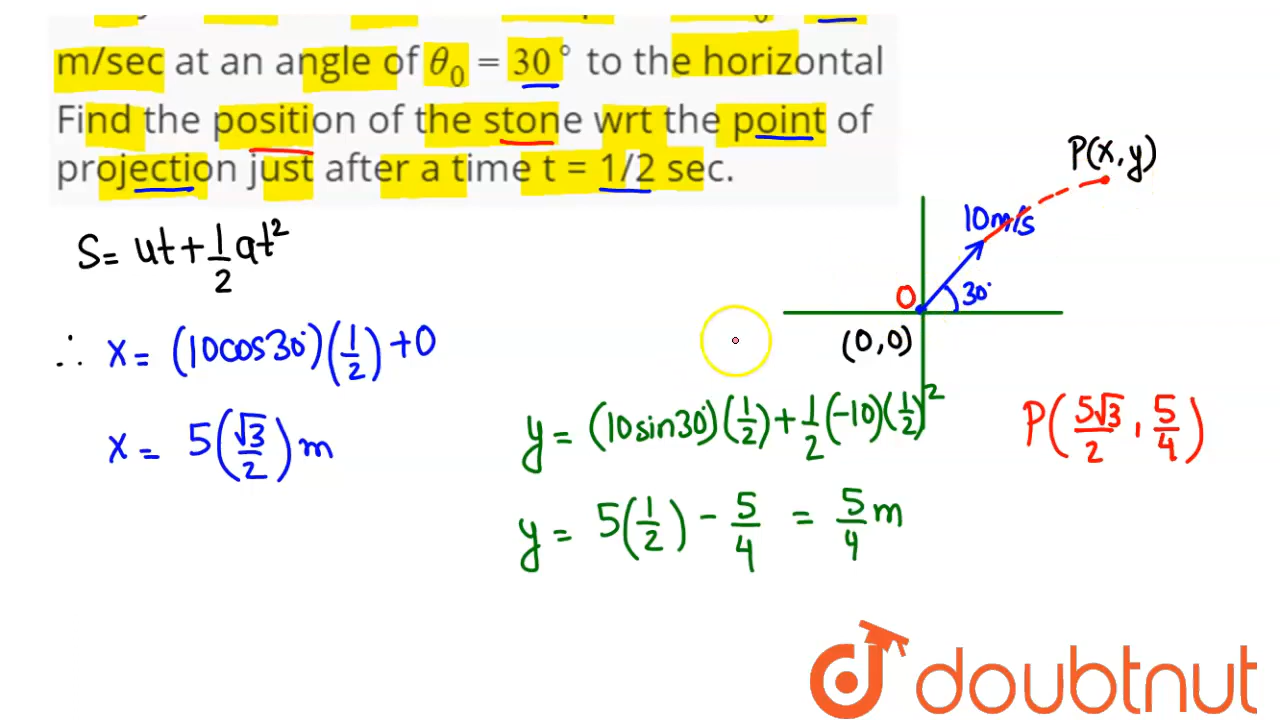 m/sec at an angle of θ₀ = 30° to the horizontal
Find the position of the stone wrt the point of
projection just after a time t = 1/2 sec.
P(x,y)
S= ut+1/2at²
10m/s
30°
O
(0,0)
∴ x= (10cos30°)(1/2)+0
y= (10sin30°)(1/2)+1/2(-10)(1/2)²
P(5√3/2, 5/4)
x= 5(√3/2)m
y= 5(1/2) - 5/4 = 5/4m
doubtnut